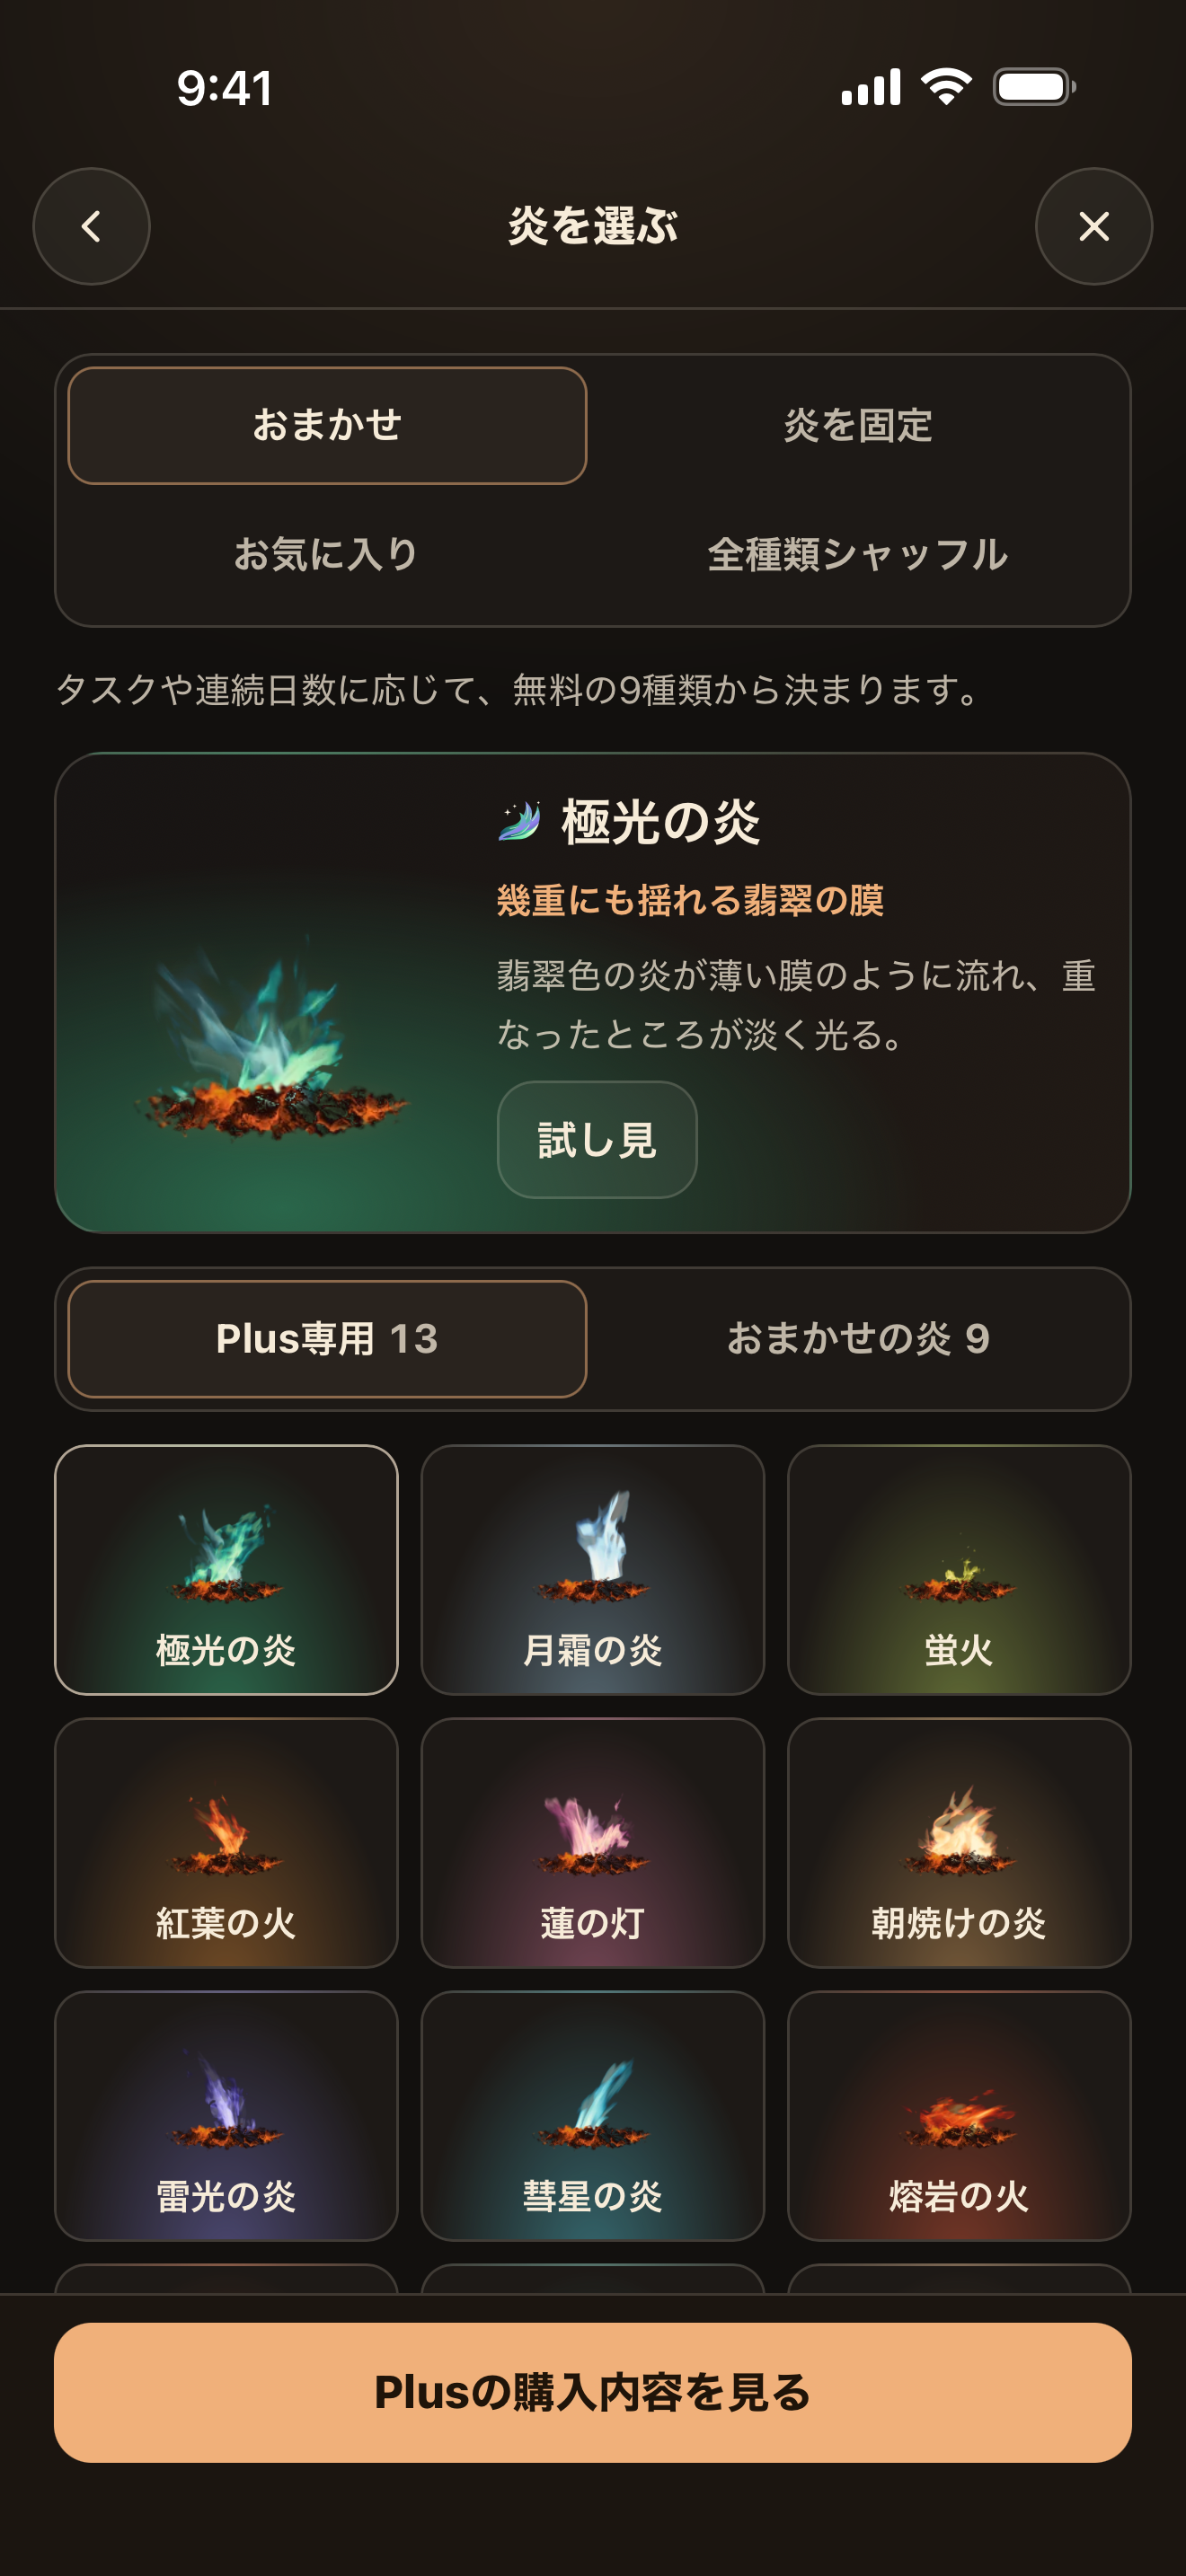 9:41
炎を選ぶ
おまかせ
炎を固定
お気に入り
全種類シャッフル
タスクや連続日数に応じて、無料の9種類から決まります。
極光の炎
幾重にも揺れる翡翠の膜
翡翠色の炎が薄い膜のように流れ、重
なったところが淡く光る。
試し見
Plus専用 13
おまかせの炎 9
極光の炎
月霜の炎
蛍火
紅葉の火
蓮の灯
朝焼けの炎
雷光の炎
彗星の炎
熔岩の火
Plusの購入内容を見る